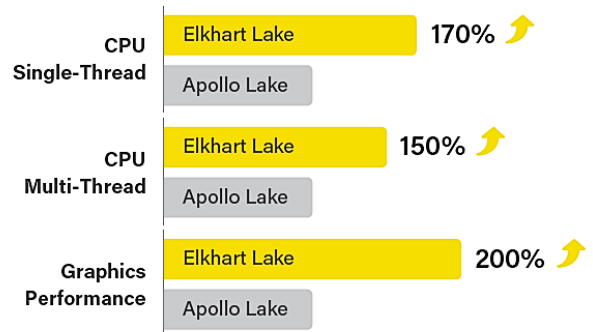 CPU
Single-Thread
Elkhart Lake
170%
Apollo Lake
CPU
Multi-Thread
Elkhart Lake
150%
Apollo Lake
Graphics
Performance
Elkhart Lake
200%
Apollo Lake